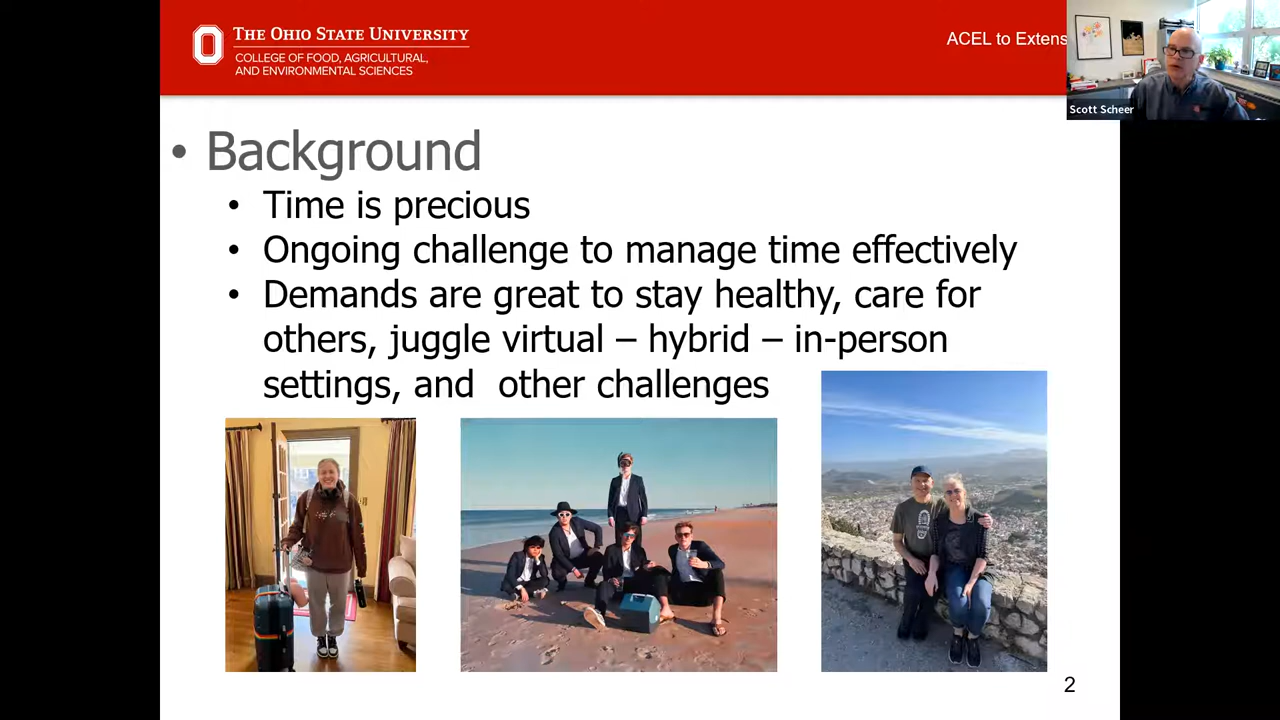 THE OHIO STATE UNIVERSITY
COLLEGE OF FOOD, AGRICULTURAL,
AND ENVIRONMENTAL SCIENCES
ACEL to Extens
Scott Scheer
• Background
• Time is precious
• Ongoing challenge to manage time effectively
• Demands are great to stay healthy, care for
others, juggle virtual – hybrid – in-person
settings, and  other challenges
2